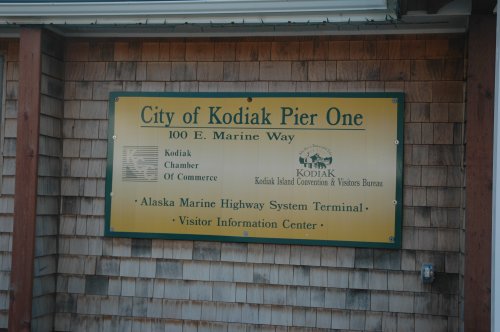 City of Kodiak Pier One
100 E. Marine Way
Kodiak
Chamber
Of Commerce
KODIAK
Kodiak Island Convention & Visitors Bureau
· Alaska Marine Highway System Terminal ·
· Visitor Information Center ·